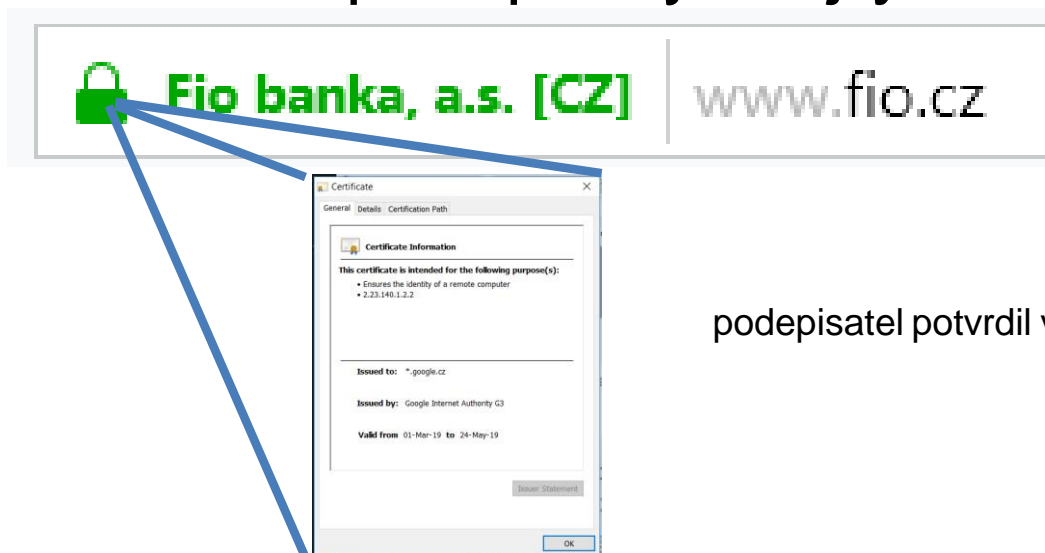 Fio banka, a.s. [CZ] www.fio.cz
Certificate
General Details Certification Path
Certificate Information
This certificate is intended for the following purpose(s):
• Ensures the identity of a remote computer
• 2.23.140.1.2.2
podepisatel potvrdil
Issued to: *.google.cz
Issued by: Google Internet Authority G3
Valid from 01-Mar-19 to 24-May-19
Issuer Statement
OK